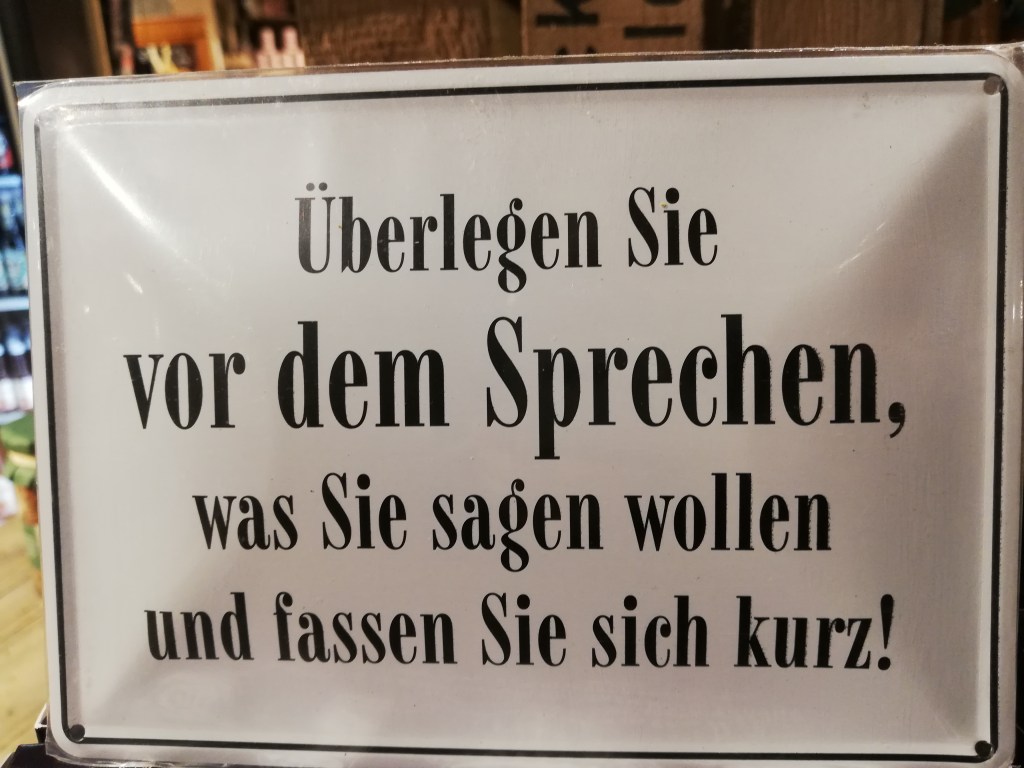 Überlegen Sie
vor dem Sprechen,
was Sie sagen wollen
und fassen Sie sich kurz!